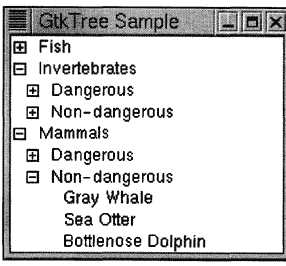 GtkTree Sample
Fish
Invertebrates
Dangerous
Non-dangerous
Mammals
Dangerous
Non-dangerous
Gray Whale
Sea Otter
Bottlenose Dolphin